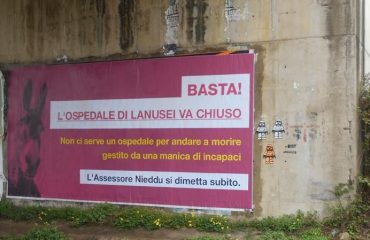 BASTA!
L'OSPEDALE DI LANUSEI VA CHIUSO
Non ci serve un ospedale per andare a morire
gestito da una manica di incapaci
L'Assessore Nieddu si dimetta subito.